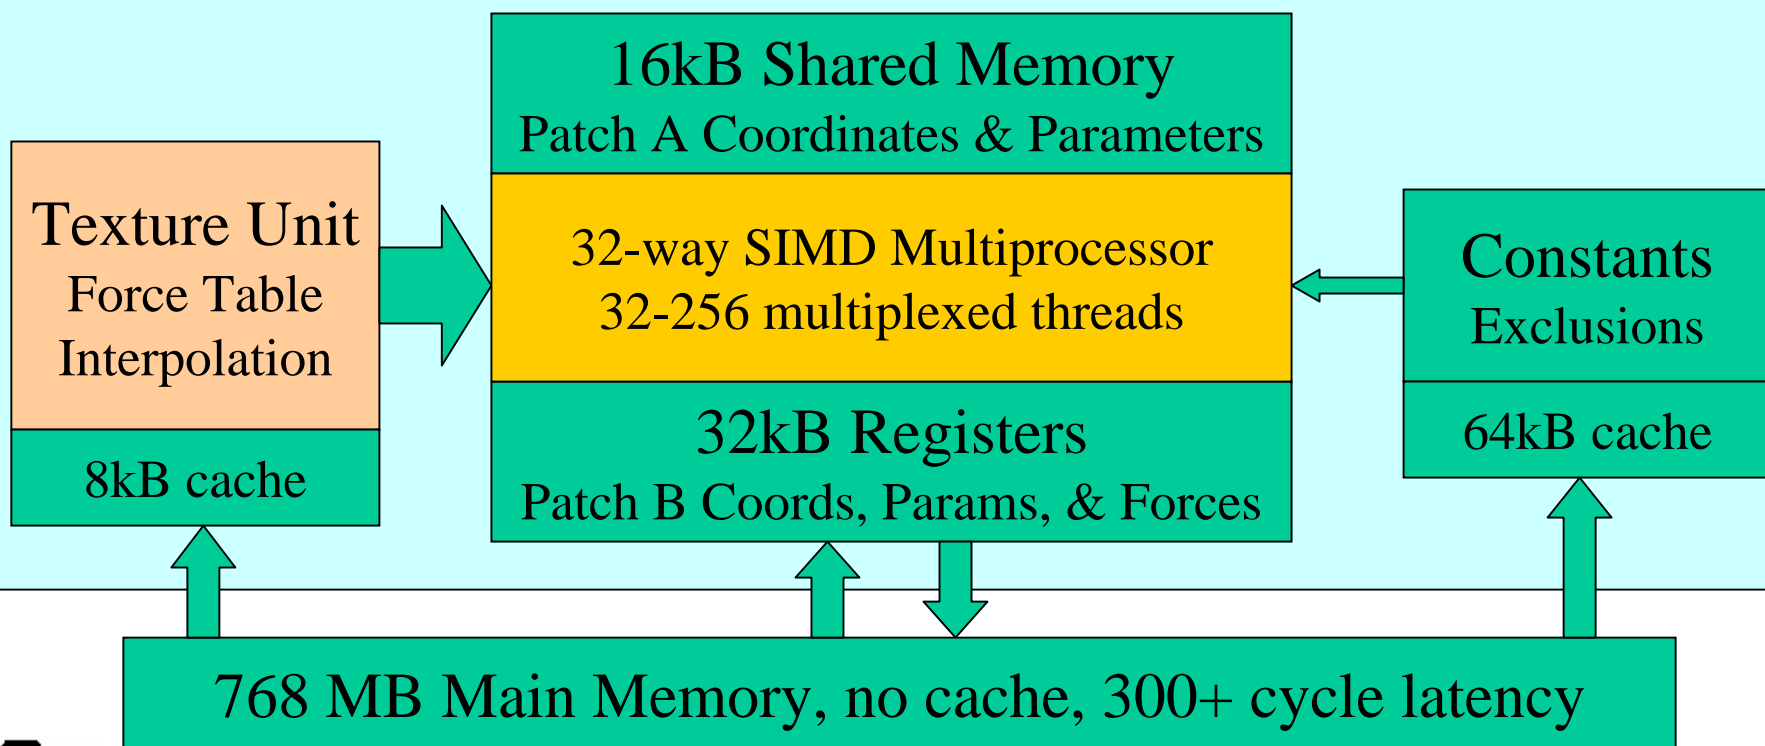 16kB Shared Memory
Patch A Coordinates & Parameters
Texture Unit
Force Table
Interpolation
8kB cache
32-way SIMD Multiprocessor
32-256 multiplexed threads
Constants
Exclusions
64kB cache
32kB Registers
Patch B Coords, Params, & Forces
768 MB Main Memory, no cache, 300+ cycle latency